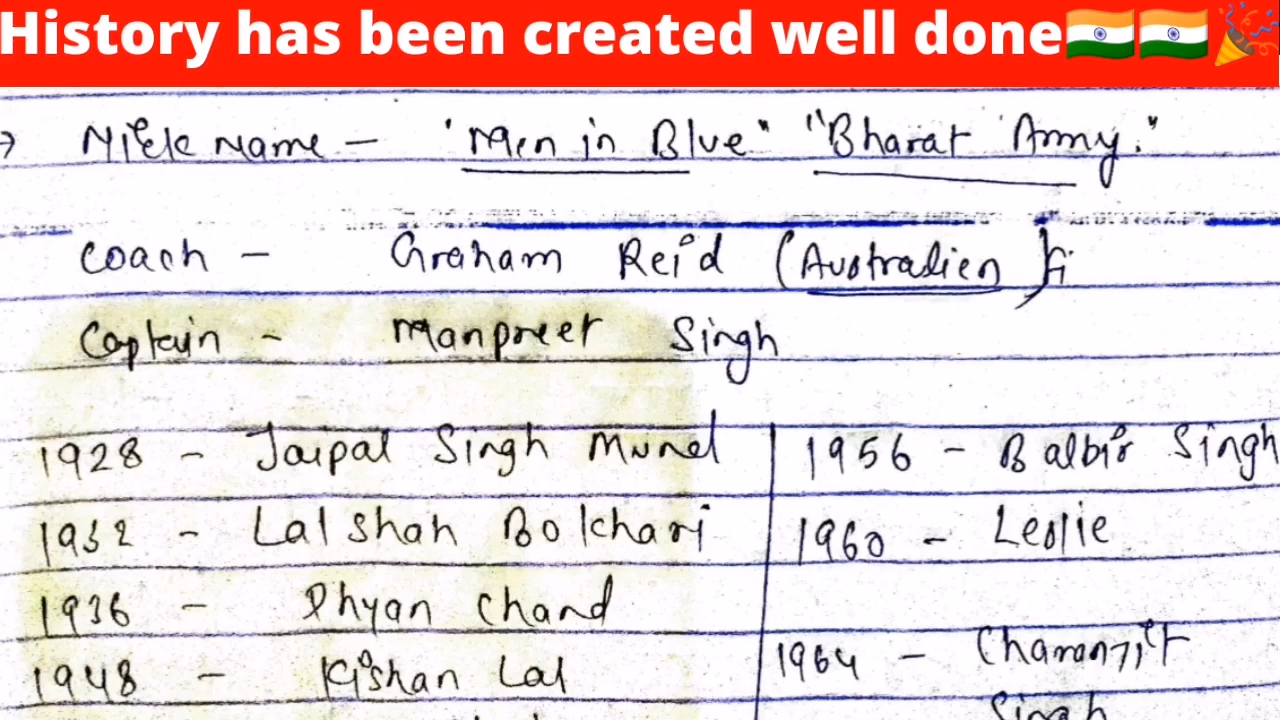 History has been created well done🇮🇳🇮🇳🎉
→ Nick Name – 'Men in Blue" "Bharat Army."
Coach – Graham Reid (Australien)
Captain - Manpreet Singh
1928 - Jaipal Singh
1932 - Lal Shah Bokhari
1936 - Dhyan Chand
1948 - Kishan Lal
1956 - Balbir Singh
1960 - Leslie
1964 - Charanjit
Singh